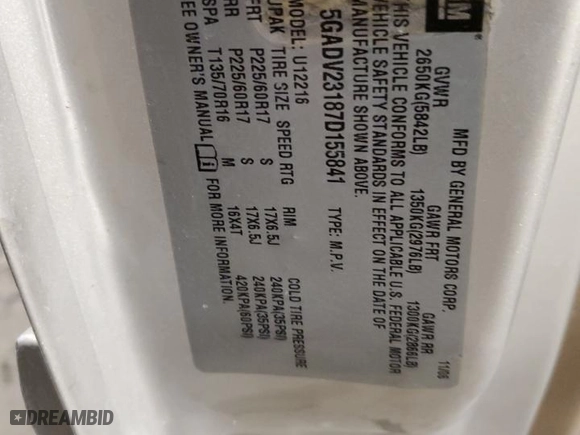 GM
MFD BY GENERAL MOTORS CORP. 11/06
GVWR GAWR FRT GAWR RR
2650KG(5842LB) 1350KG(2976LB) 1300KG(2866LB)
THIS VEHICLE CONFORMS TO ALL APPLICABLE U.S. FEDERAL MOTOR
VEHICLE SAFETY STANDARDS IN EFFECT ON THE DATE OF
MANUFACTURE SHOWN ABOVE.
5GADV23187D155841 TYPE: M.P.V.
MODEL: U12216
UPAK TIRE SIZE SPEED RTG RIM COLD TIRE PRESSURE
FRT P225/60R17 S 17X6.5J 240KPA(35PSI)
RR P225/60R17 S 17X6.5J 240KPA(35PSI)
SPA T135/70R16 M 16X4T 420KPA(60PSI)
SEE OWNER'S MANUAL FOR MORE INFORMATION.
DREAMBID